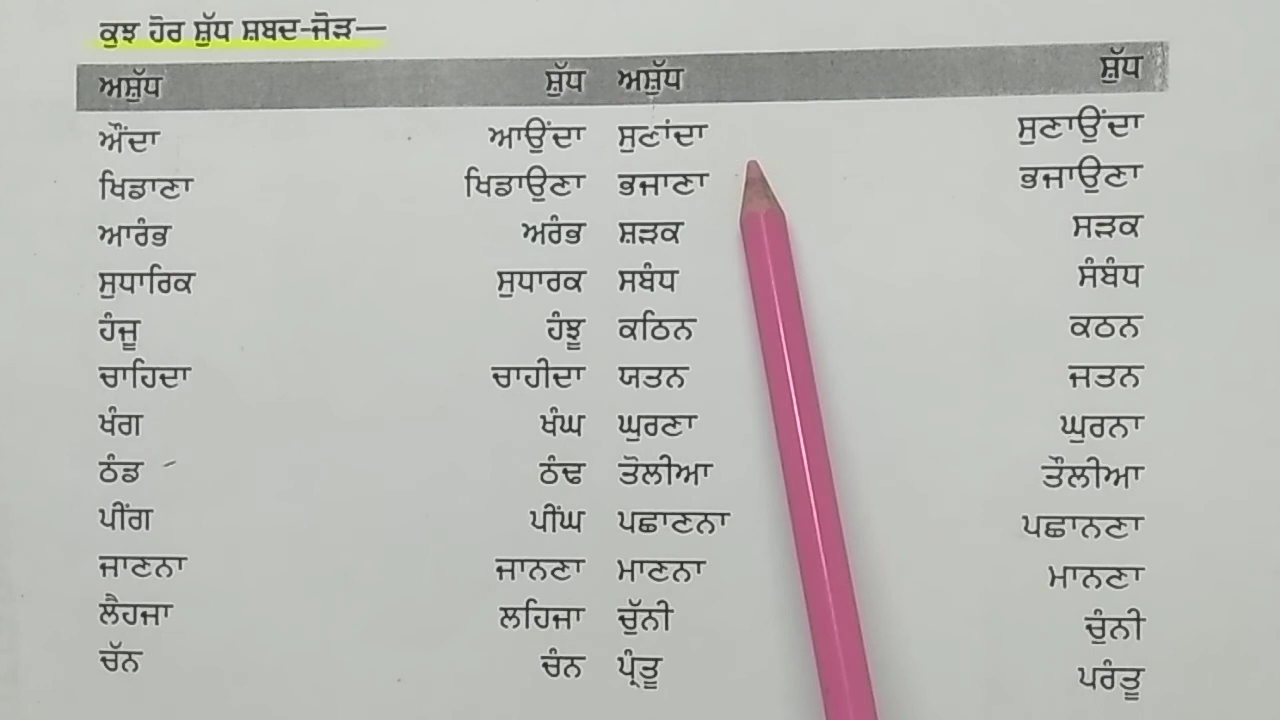 ਕੁਝ ਹੋਰ ਸ਼ੁੱਧ ਸ਼ਬਦ-ਜੋੜ—
ਅਸ਼ੁੱਧ ਸ਼ੁੱਧ ਅਸ਼ੁੱਧ ਸ਼ੁੱਧ
ਔਂਦਾ ਆਉਂਦਾ ਸੁਣਾਂਦਾ ਸੁਣਾਉਂਦਾ
ਖਿਡਾਣਾ ਖਿਡਾਉਣਾ ਭਜਾਣਾ ਭਜਾਉਣਾ
ਆਰੰਭ ਅਰੰਭ ਸ਼ੜਕ ਸੜਕ
ਸੁਧਾਰਿਕ ਸੁਧਾਰਕ ਸਬੰਧ ਸੰਬੰਧ
ਹੰਜੂ ਹੰਝੂ ਕਠਿਨ ਕਠਨ
ਚਾਹਿਦਾ ਚਾਹੀਦਾ ਯਤਨ ਜਤਨ
ਖੰਗ ਖੰਘ ਘੁਰਣਾ ਘੁਰਨਾ
ਠੰਡ ਠੰਢ ਤੋਲੀਆ ਤੌਲੀਆ
ਪੀਂਗ ਪੀਂਘ ਪਛਾਣਨਾ ਪਛਾਨਣਾ
ਜਾਣਨਾ ਜਾਨਣਾ ਮਾਣਨਾ ਮਾਨਣਾ
ਲੈਹਜਾ ਲਹਿਜਾ ਚੁੱਨੀ ਚੁੰਨੀ
ਚੱਨ ਚੰਨ ਪ੍ਰੰਤੂ ਪਰੰਤੂ